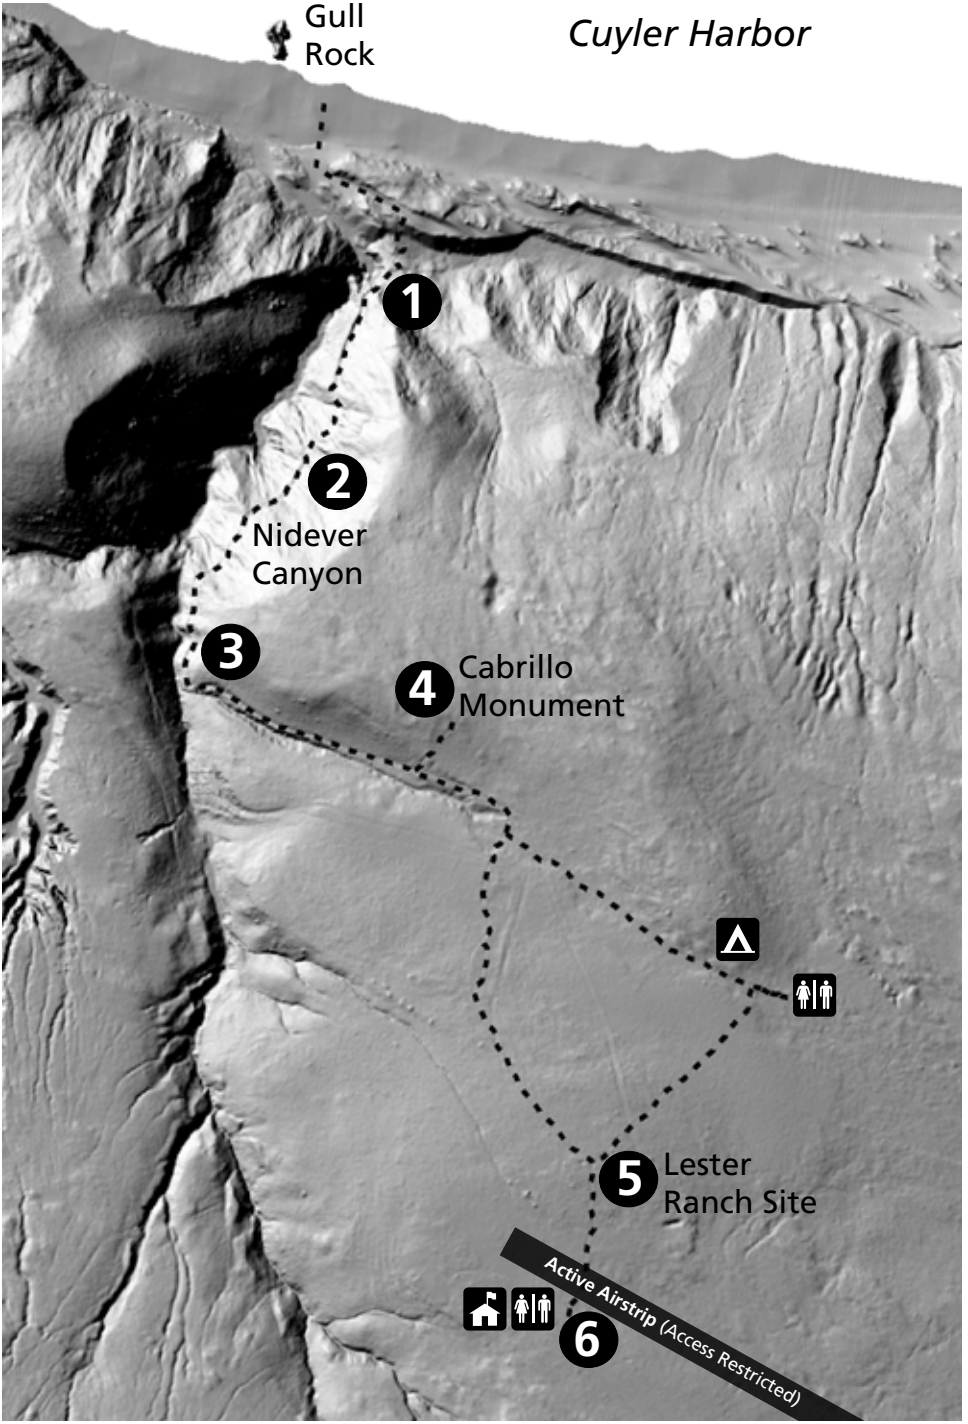 Gull
Rock
Cuyler Harbor
1
2
Nidever
Canyon
3
4
Cabrillo
Monument
5
Lester
Ranch Site
Active Airstrip (Access Restricted)
6